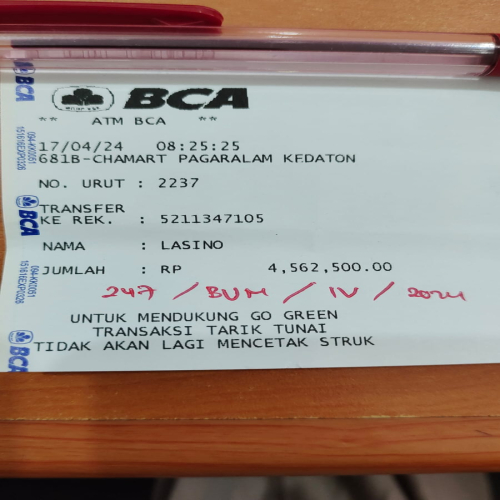 BCA
** ATM BCA **
17/04/24 08:25:25
681B-CHAMART PAGARALAM KEDATON
NO. URUT : 2237
TRANSFER
KE REK. : 5211347105
NAMA : LASINO
JUMLAH : RP 4,562,500.00
247 / BUM / IV / 2024
UNTUK MENDUKUNG GO GREEN
TRANSAKSI TARIK TUNAI
TIDAK AKAN LAGI MENCETAK STRUK
BCA
BCA
BCA